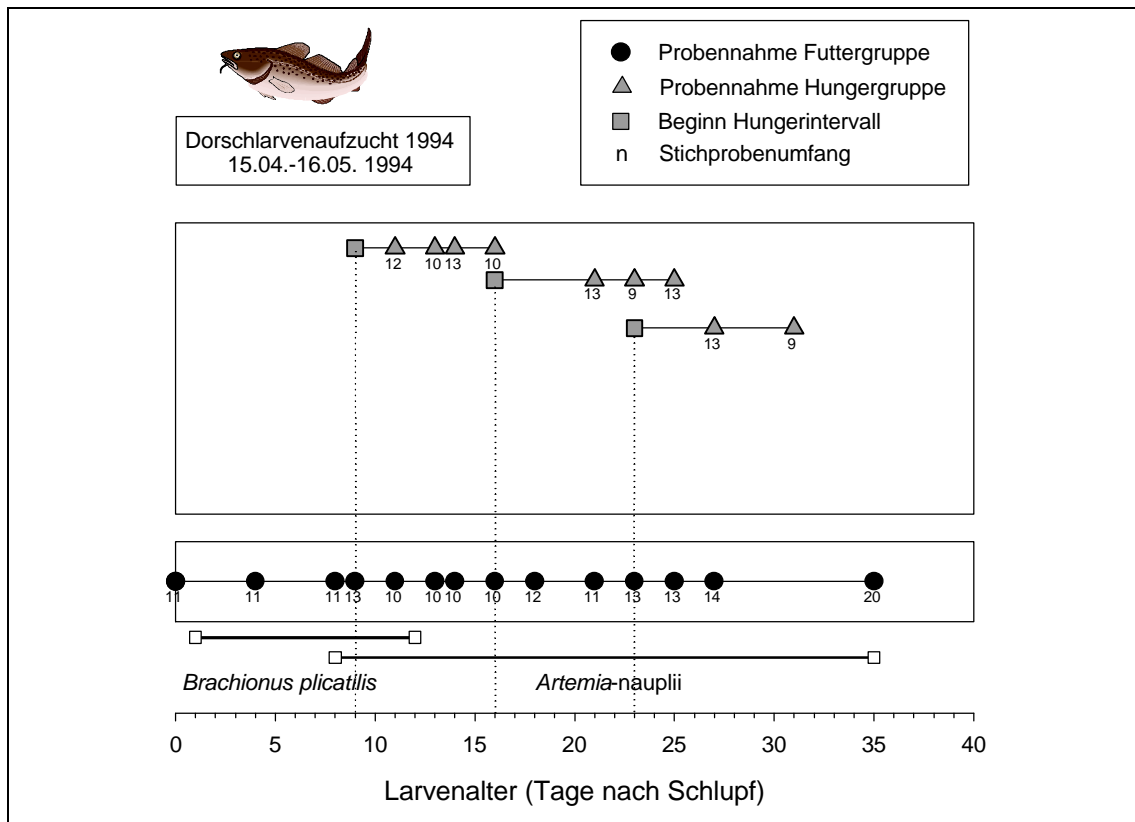 Dorschlarvenaufzucht 1994
15.04.-16.05. 1994
Probennahme Futtergruppe
Probennahme Hungergruppe
Beginn Hungerintervall
n Stichprobenumfang
12 10 13 10
13 9 13
13 9
11 11 11 13 10 10 10 10 12 11 13 13 14 20
Brachionus plicatilis Artemia-nauplii
0 5 10 15 20 25 30 35 40
Larvenalter (Tage nach Schlupf)